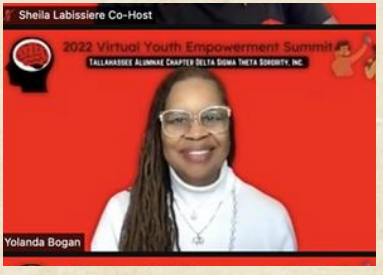 Sheila Labissiere Co-Host
2022 Virtual Youth Empowerment Summit
TALLAHASSEE ALUMNAE CHAPTER DELTA SIGMA THETA SORORITY, INC.
Yolanda Bogan